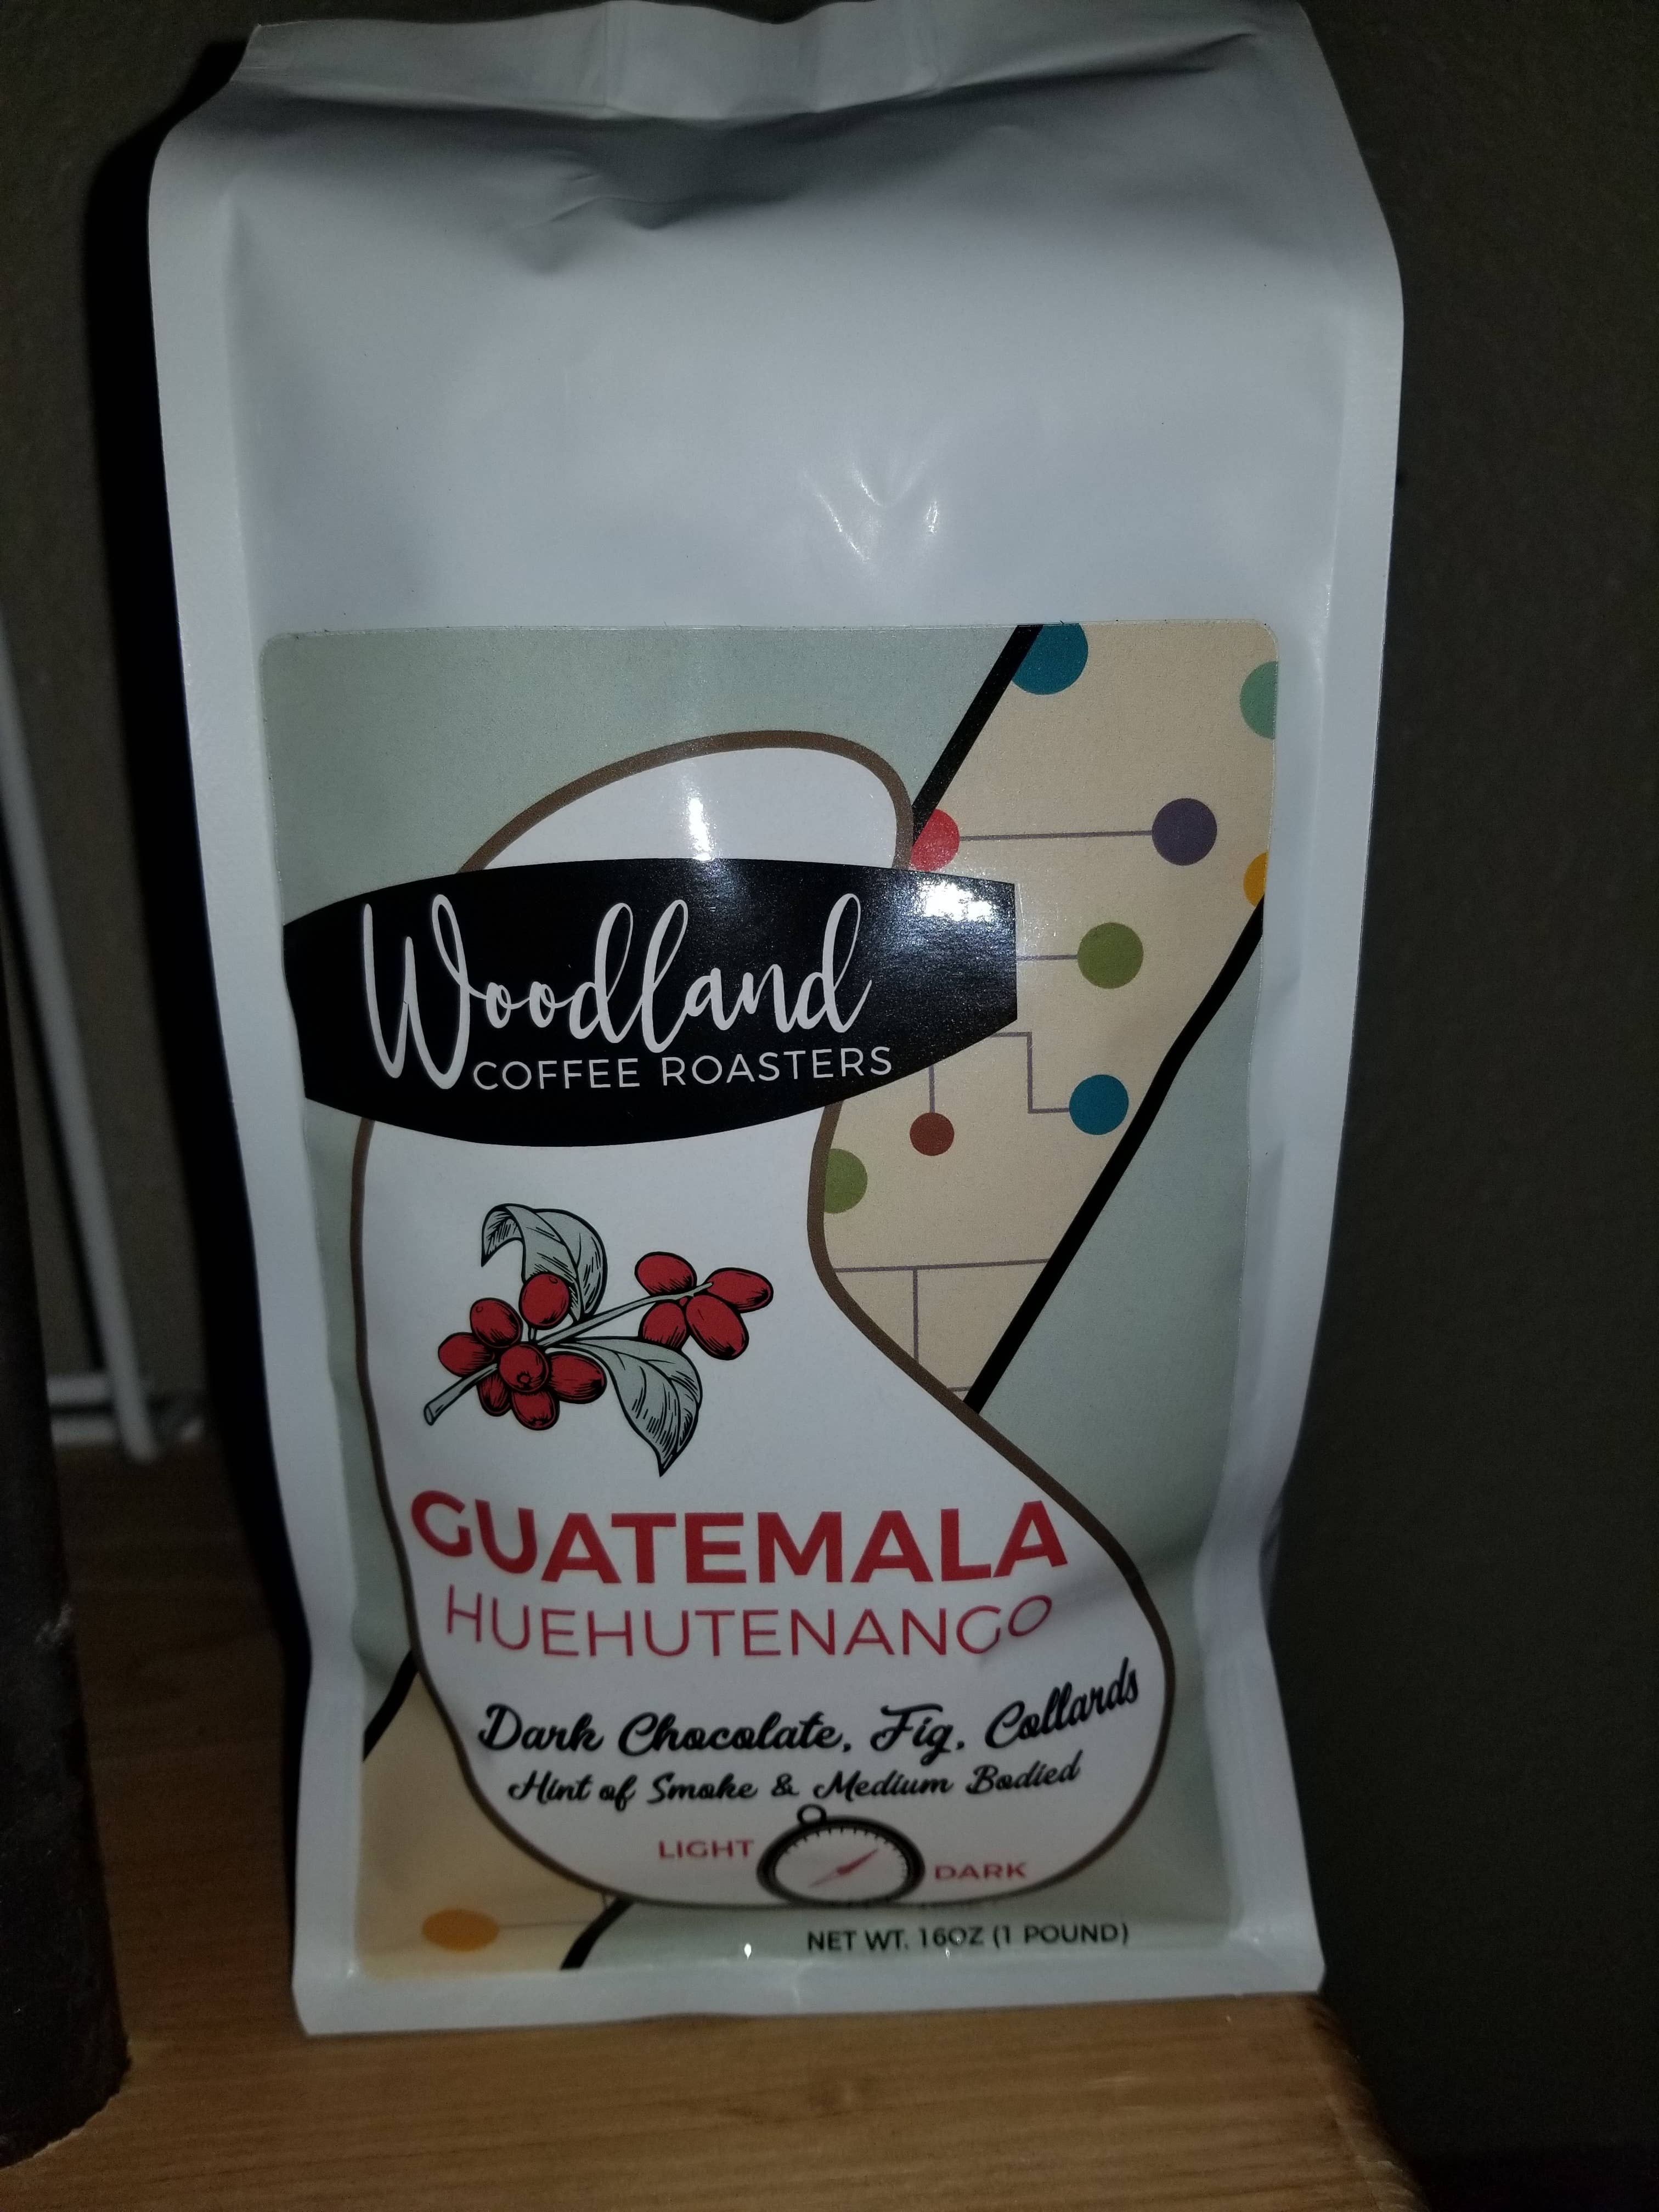 Woodland
COFFEE ROASTERS
GUATEMALA
HUEHUTENANGO
Dark Chocolate, Fig, Collards
Hint of Smoke & Medium Bodied
LIGHT
DARK
NET WT. 16OZ (1 POUND)